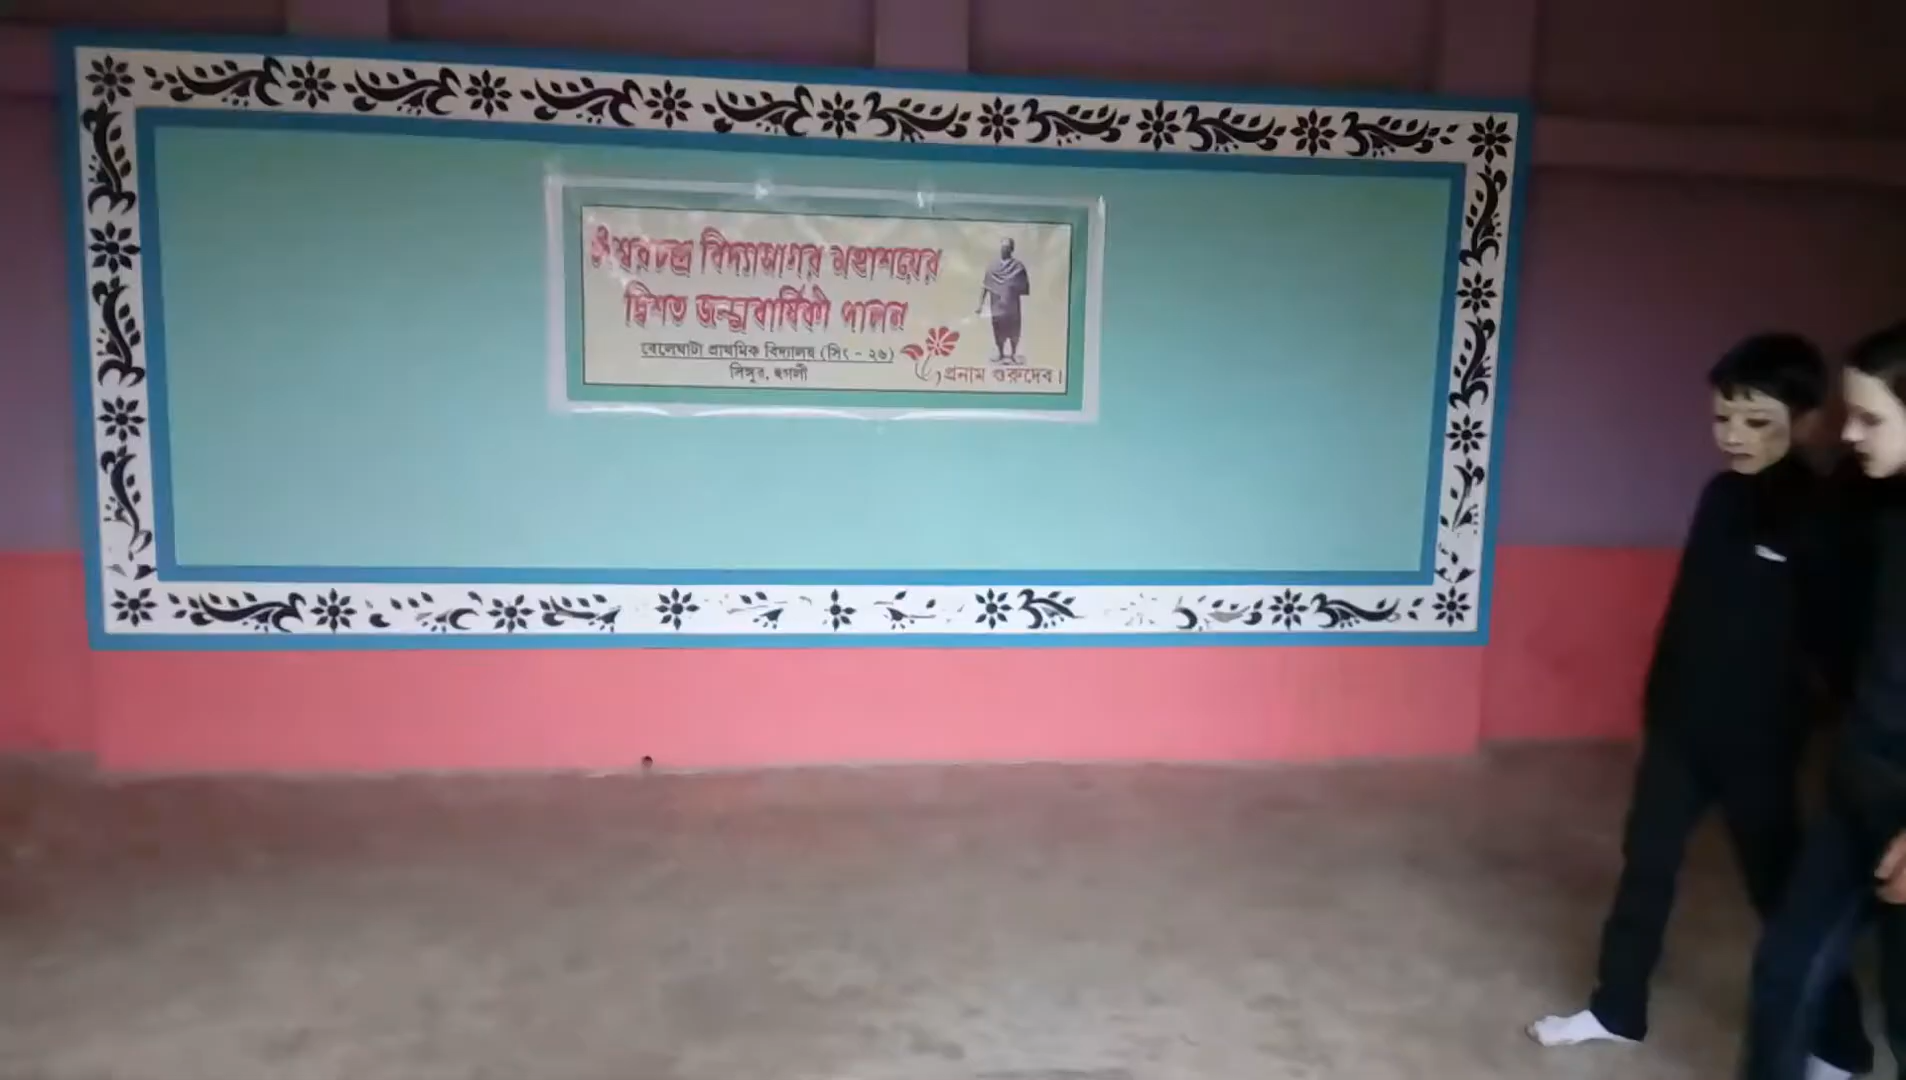 ঈশ্বরচন্দ্র বিদ্যাসাগর মহাশয়ের
দ্বিশত জন্মবার্ষিকী পালন
বেলেঘাটা প্রাথমিক বিদ্যালয় (সিং - ২৬)
সিঙ্গুর, হুগলী
প্রনাম গুরুদেব।